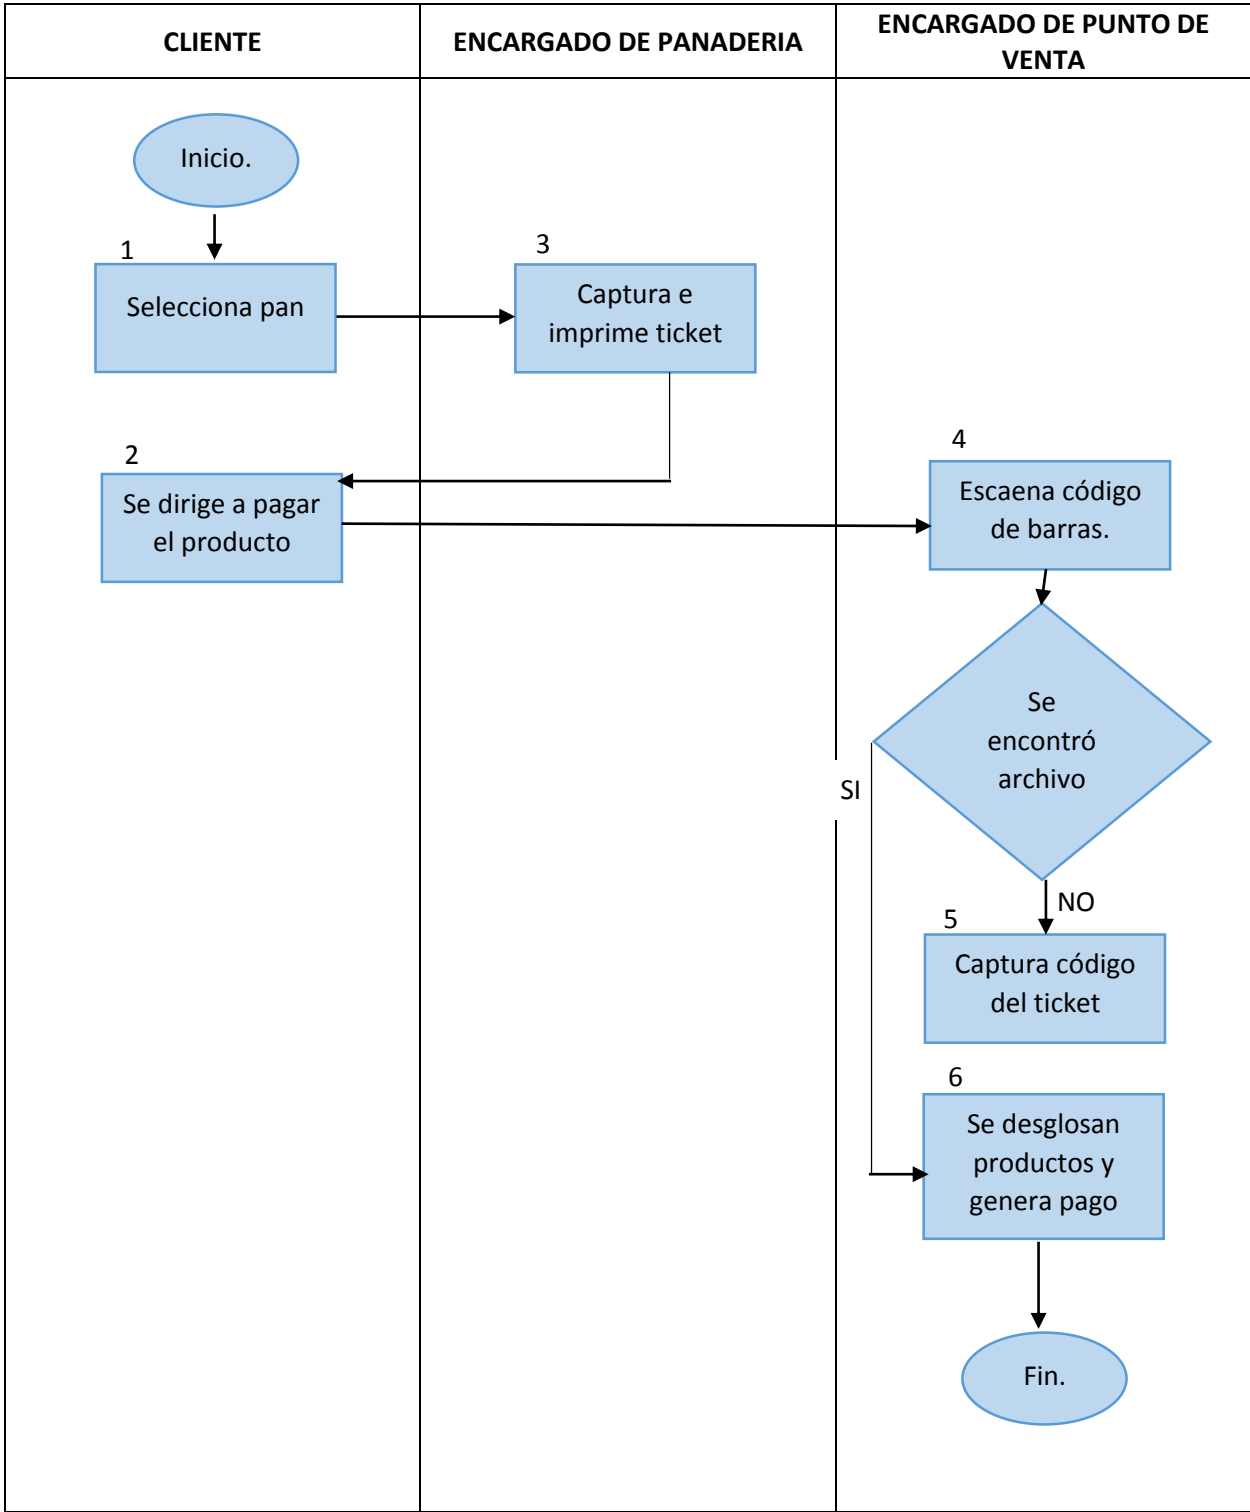 CLIENTE
ENCARGADO DE PANADERIA
ENCARGADO DE PUNTO DE
VENTA
Inicio.
1
Selecciona pan
3
Captura e
imprime ticket
2
Se dirige a pagar
el producto
4
Escaena código
de barras.
Se
encontró
archivo
SI
NO
5
Captura código
del ticket
6
Se desglosan
productos y
genera pago
Fin.